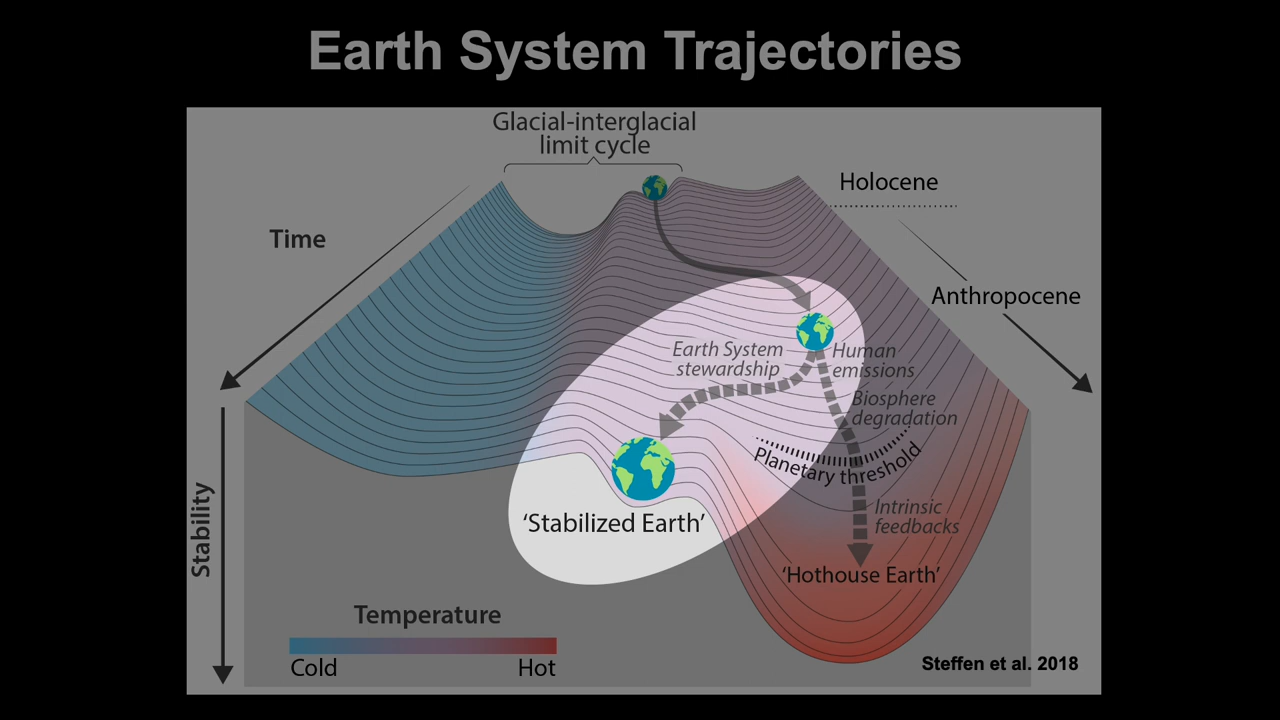 Earth System Trajectories
Glacial-interglacial
limit cycle
Holocene
Time
Anthropocene
Earth System
stewardship
Human
emissions
Biosphere
degradation
Planetary threshold
Stability
'Stabilized Earth'
Intrinsic
feedbacks
'Hothouse Earth'
Temperature
Cold
Hot
Steffen et al. 2018